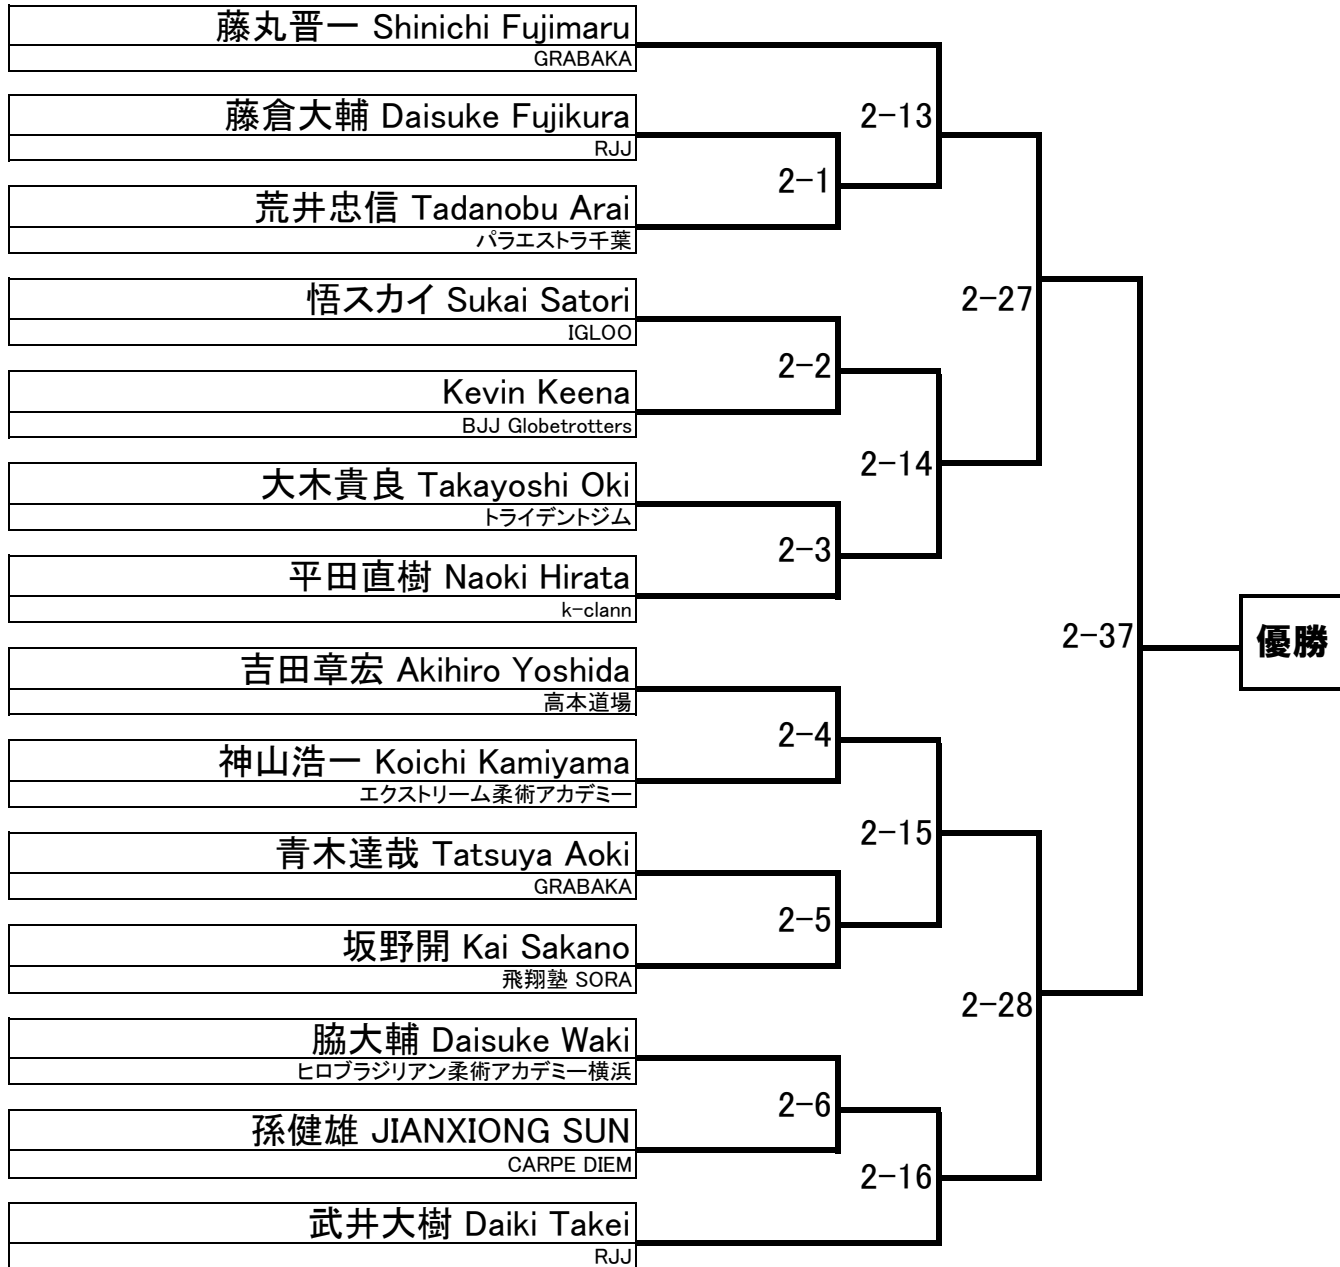 藤丸晋一 Shinichi Fujimaru
GRABAKA
藤倉大輔 Daisuke Fujikura
RJJ
荒井忠信 Tadanobu Arai
パラエストラ千葉
悟スカイ Sukai Satori
IGLOO
Kevin Keena
BJJ Globetrotters
大木貴良 Takayoshi Oki
トライデントジム
平田直樹 Naoki Hirata
k-clann
吉田章宏 Akihiro Yoshida
高本道場
神山浩一 Koichi Kamiyama
エクストリーム柔術アカデミー
青木達哉 Tatsuya Aoki
GRABAKA
坂野開 Kai Sakano
飛翔塾 SORA
脇大輔 Daisuke Waki
ヒロブラジリアン柔術アカデミー横浜
孫健雄 JIANXIONG SUN
CARPE DIEM
武井大樹 Daiki Takei
RJJ
2-1
2-2
2-3
2-4
2-5
2-6
2-13
2-14
2-15
2-16
2-27
2-28
2-37
優勝